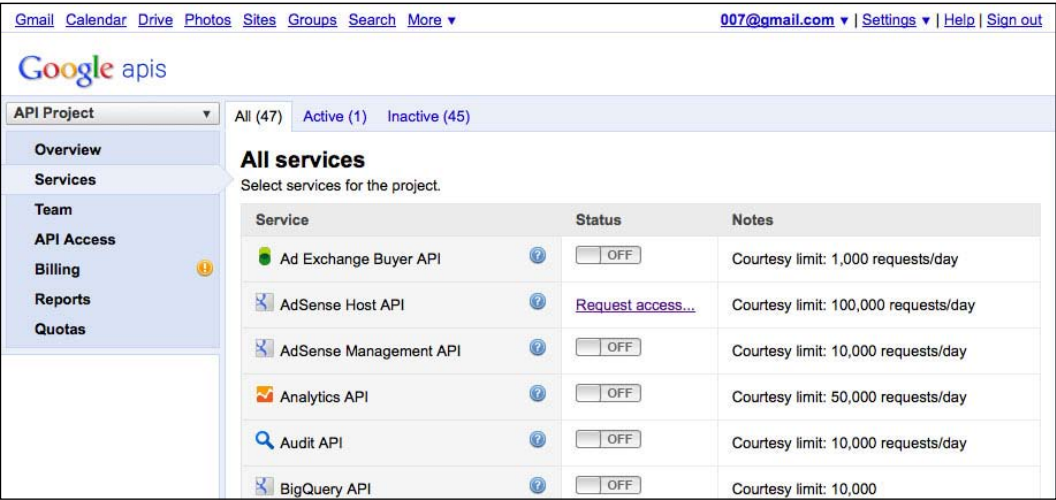 Gmail Calendar Drive Photos Sites Groups Search More ▼ 007@gmail.com ▼ | Settings ▼ | Help | Sign out
Google apis
API Project ▼
All (47) Active (1) Inactive (45)
Overview
Services
Team
API Access
Billing
Reports
Quotas
All services
Select services for the project.
Service Status Notes
Ad Exchange Buyer API OFF Courtesy limit: 1,000 requests/day
AdSense Host API Request access... Courtesy limit: 100,000 requests/day
AdSense Management API OFF Courtesy limit: 10,000 requests/day
Analytics API OFF Courtesy limit: 50,000 requests/day
Audit API OFF Courtesy limit: 10,000 requests/day
BigQuery API OFF Courtesy limit: 10,000